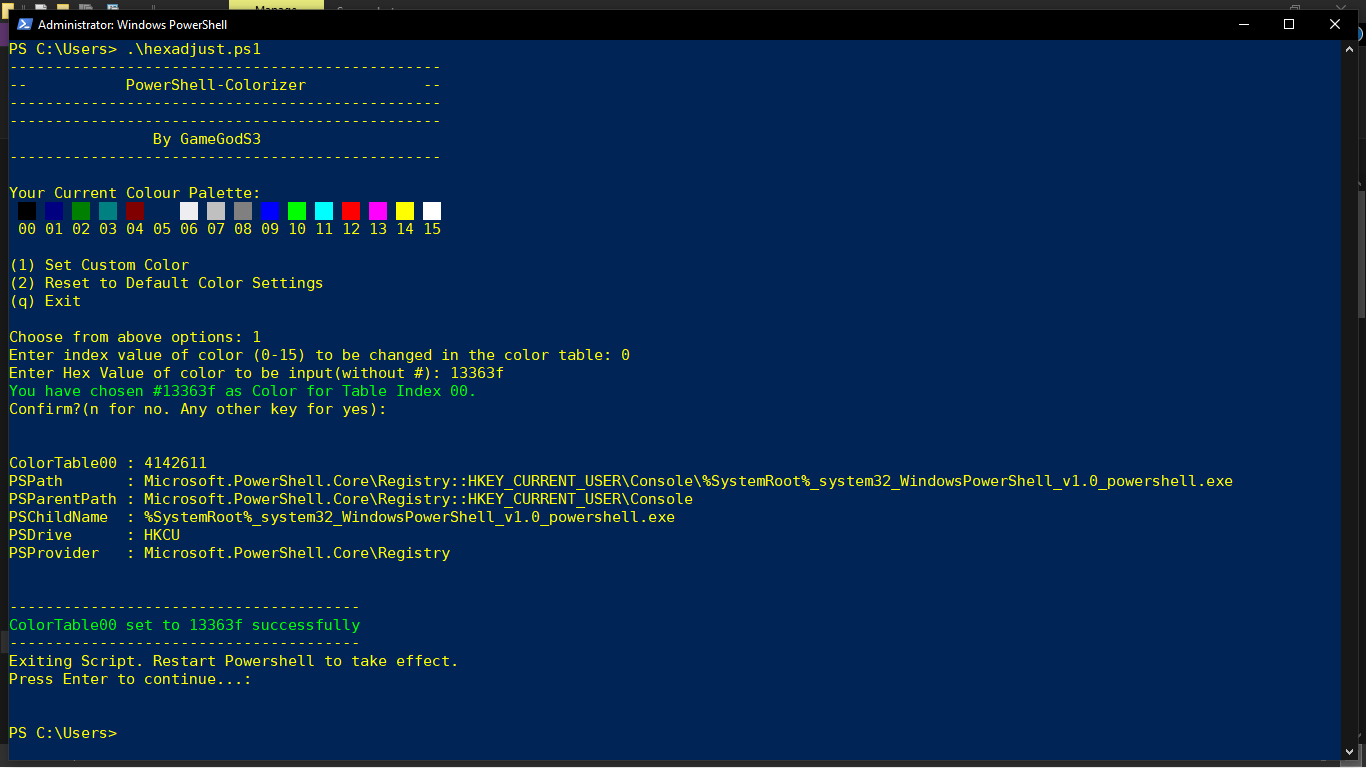 Manage
Administrator: Windows PowerShell
PS C:\Users> .\hexadjust.ps1
------------------------------------------------
--           PowerShell-Colorizer             --
------------------------------------------------
------------------------------------------------
                By GameGodS3
------------------------------------------------
Your Current Colour Palette:
00 01 02 03 04 05 06 07 08 09 10 11 12 13 14 15
(1) Set Custom Color
(2) Reset to Default Color Settings
(q) Exit
Choose from above options: 1
Enter index value of color (0-15) to be changed in the color table: 0
Enter Hex Value of color to be input(without #): 13363f
You have chosen #13363f as Color for Table Index 00.
Confirm?(n for no. Any other key for yes):
ColorTable00 : 4142611
PSPath       : Microsoft.PowerShell.Core\Registry::HKEY_CURRENT_USER\Console\%SystemRoot%_system32_WindowsPowerShell_v1.0_powershell.exe
PSParentPath : Microsoft.PowerShell.Core\Registry::HKEY_CURRENT_USER\Console
PSChildName  : %SystemRoot%_system32_WindowsPowerShell_v1.0_powershell.exe
PSDrive      : HKCU
PSProvider   : Microsoft.PowerShell.Core\Registry
---------------------------------------
ColorTable00 set to 13363f successfully
---------------------------------------
Exiting Script. Restart Powershell to take effect.
Press Enter to continue...:
PS C:\Users>